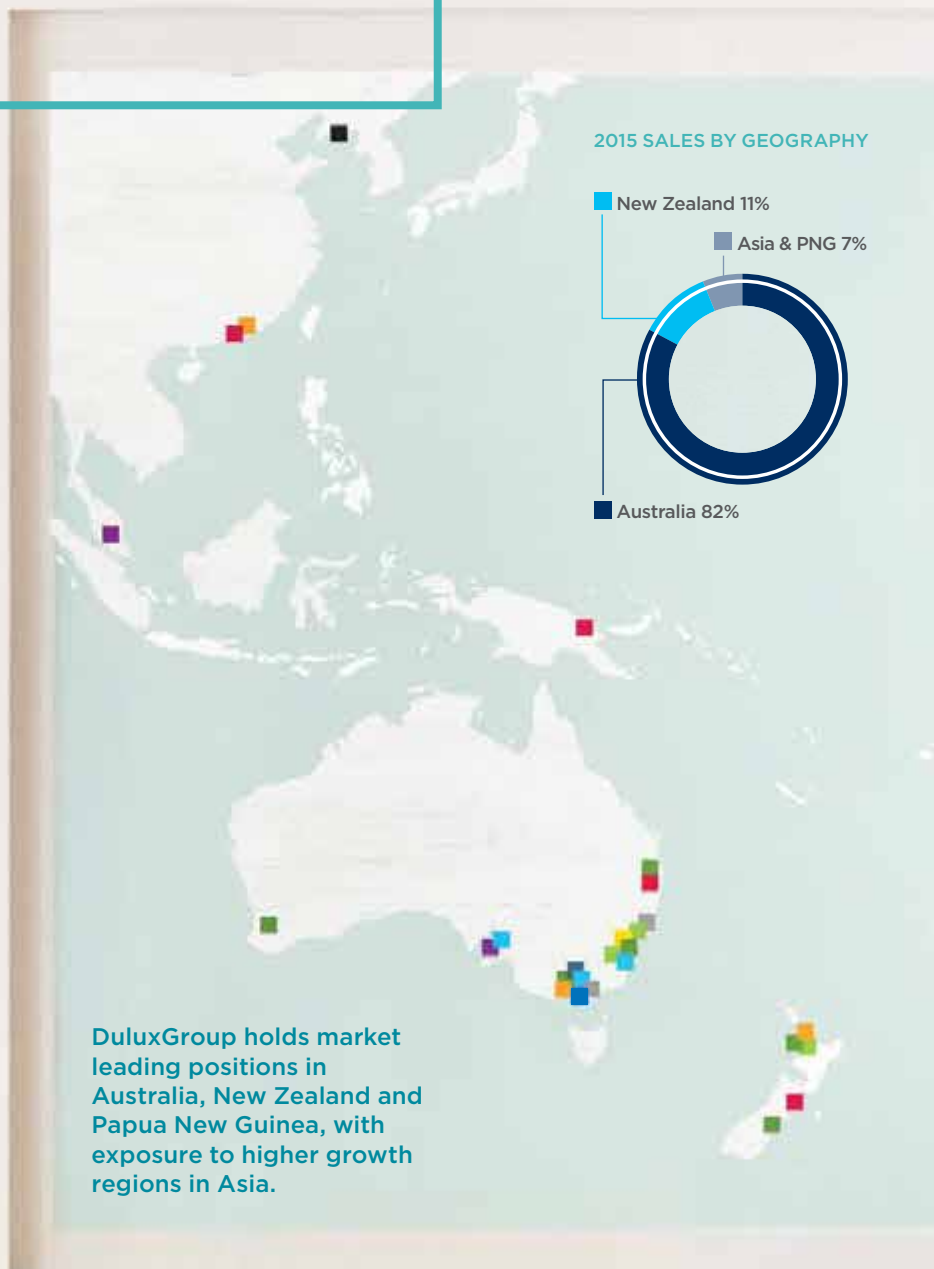 2015 SALES BY GEOGRAPHY
New Zealand 11%
Asia & PNG 7%
Australia 82%
DuluxGroup holds market
leading positions in
Australia, New Zealand and
Papua New Guinea, with
exposure to higher growth
regions in Asia.